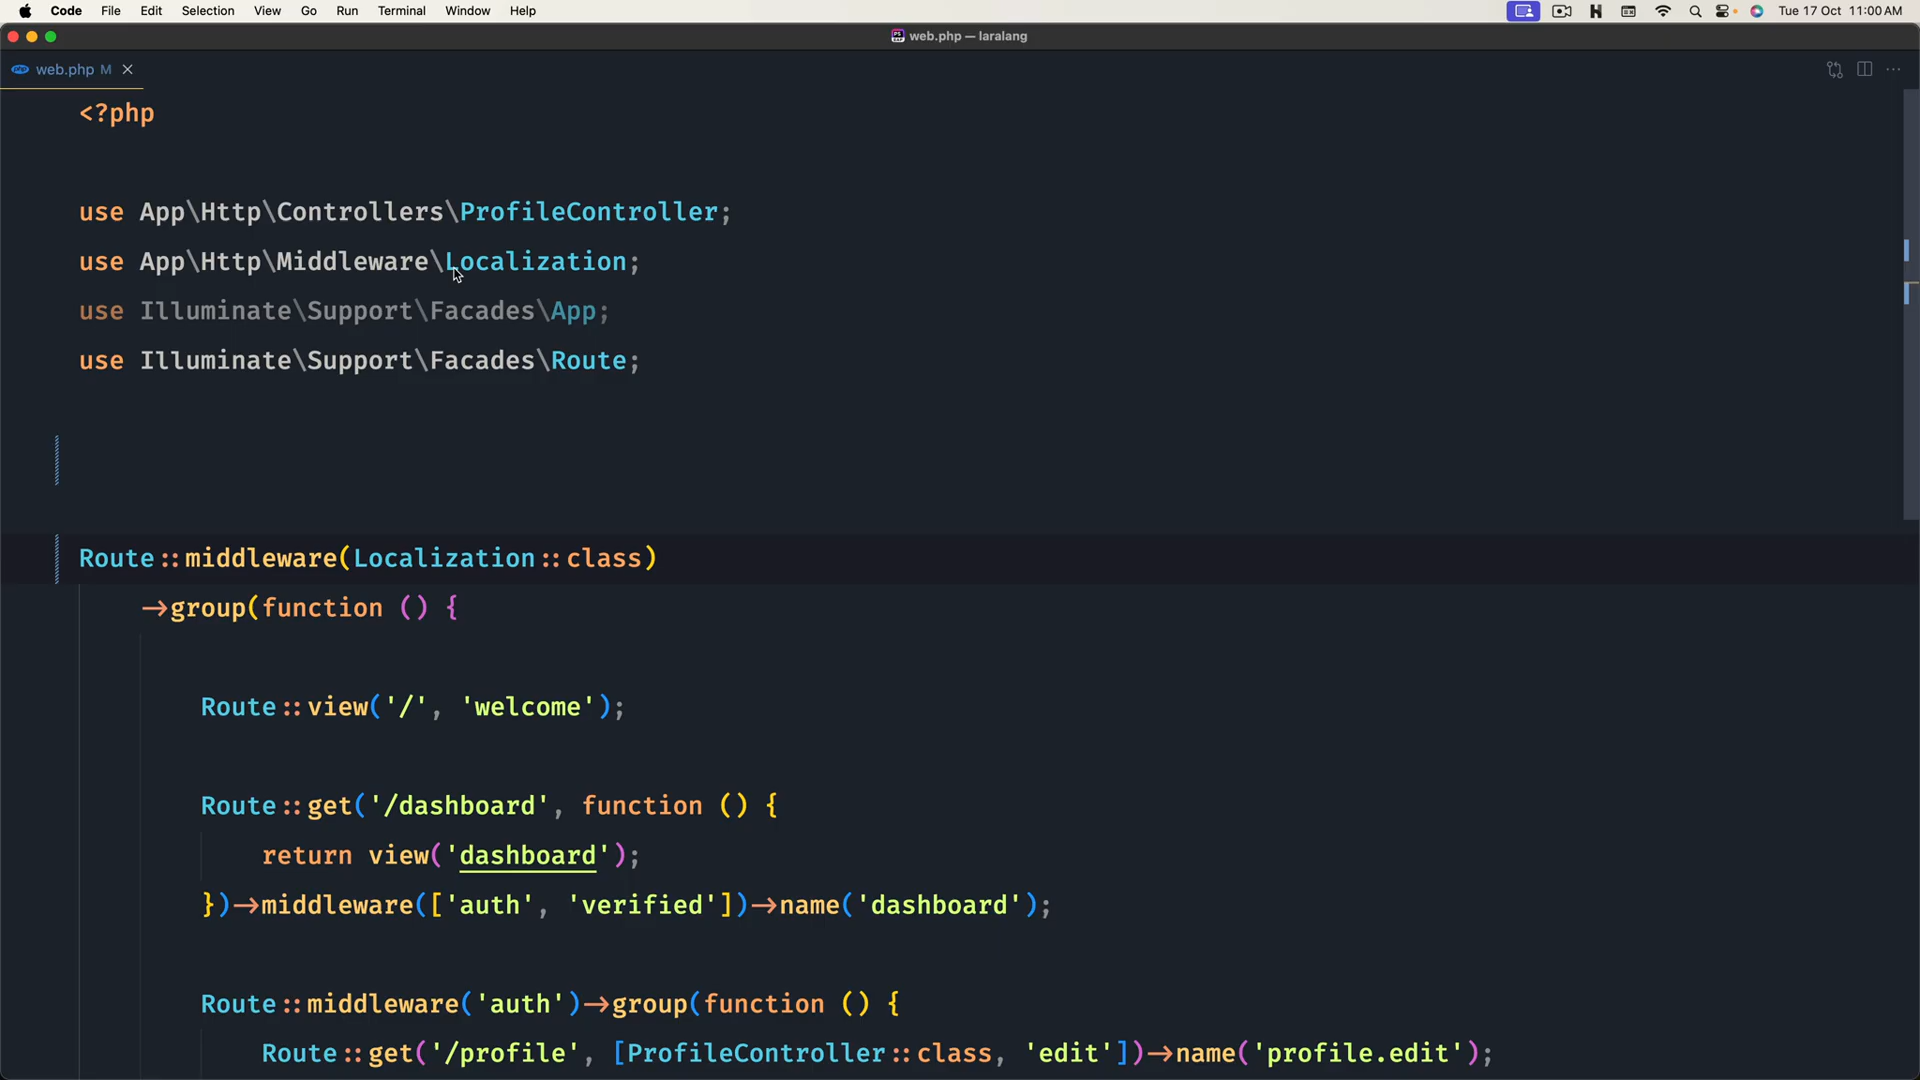 Code File Edit Selection View Go Run Terminal Window Help Tue 17 Oct 11:00 AM
web.php — laralang
web.php M
<?php
use App\Http\Controllers\ProfileController;
use App\Http\Middleware\Localization;
use Illuminate\Support\Facades\App;
use Illuminate\Support\Facades\Route;
Route::middleware(Localization::class)
->group(function () {
Route::view('/', 'welcome');
Route::get('/dashboard', function () {
return view('dashboard');
})->middleware(['auth', 'verified'])->name('dashboard');
Route::middleware('auth')->group(function () {
Route::get('/profile', [ProfileController::class, 'edit'])->name('profile.edit');